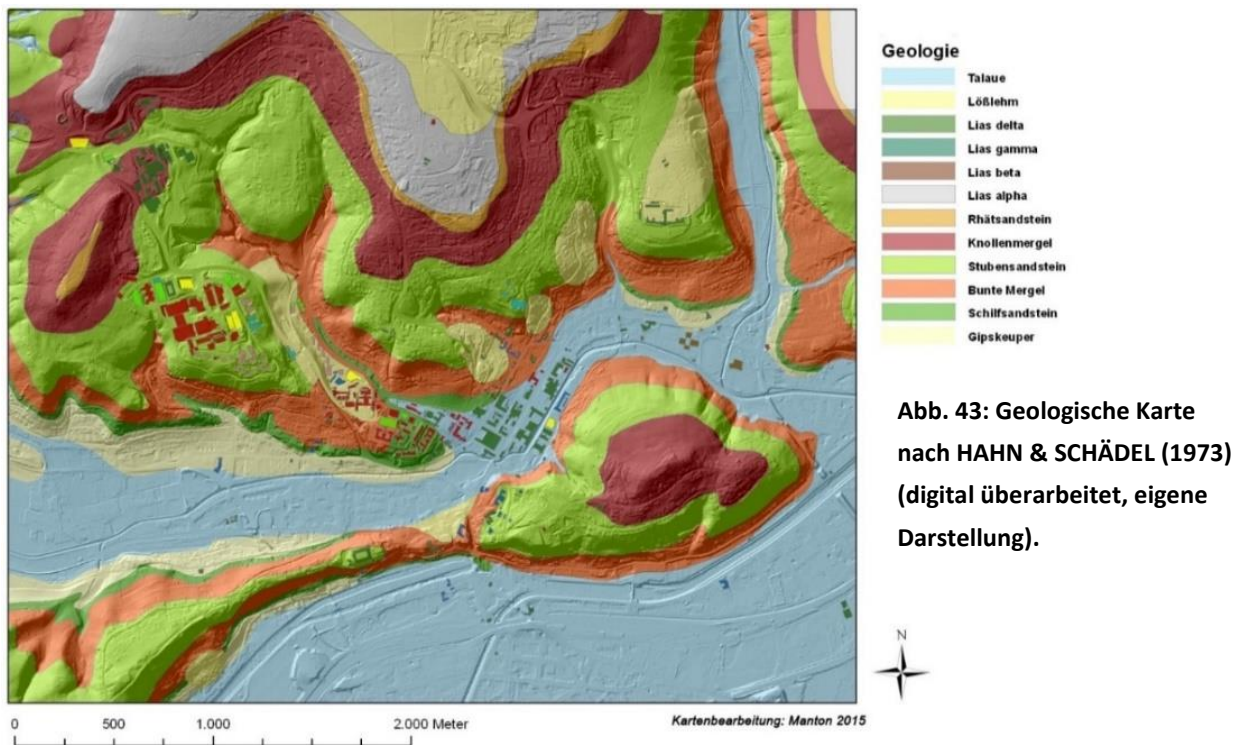 Geologie
Talaue
Lößlehm
Lias delta
Lias gamma
Lias beta
Lias alpha
Rhätsandstein
Knollenmergel
Stubensandstein
Bunte Mergel
Schilfsandstein
Gipskeuper
Abb. 43: Geologische Karte
nach HAHN & SCHÄDEL (1973)
(digital überarbeitet, eigene
Darstellung).
N
0 500 1.000 2.000 Meter
Kartenbearbeitung: Manton 2015